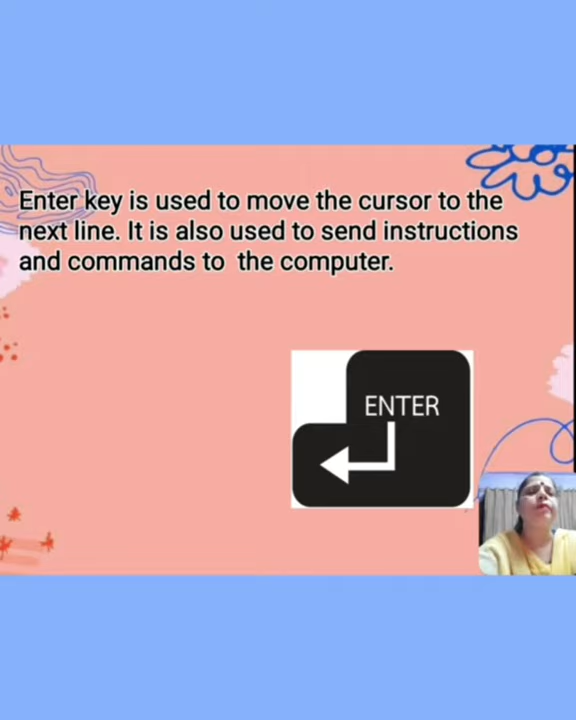 Enter key is used to move the cursor to the
next line. It is also used to send instructions
and commands to the computer.
ENTER